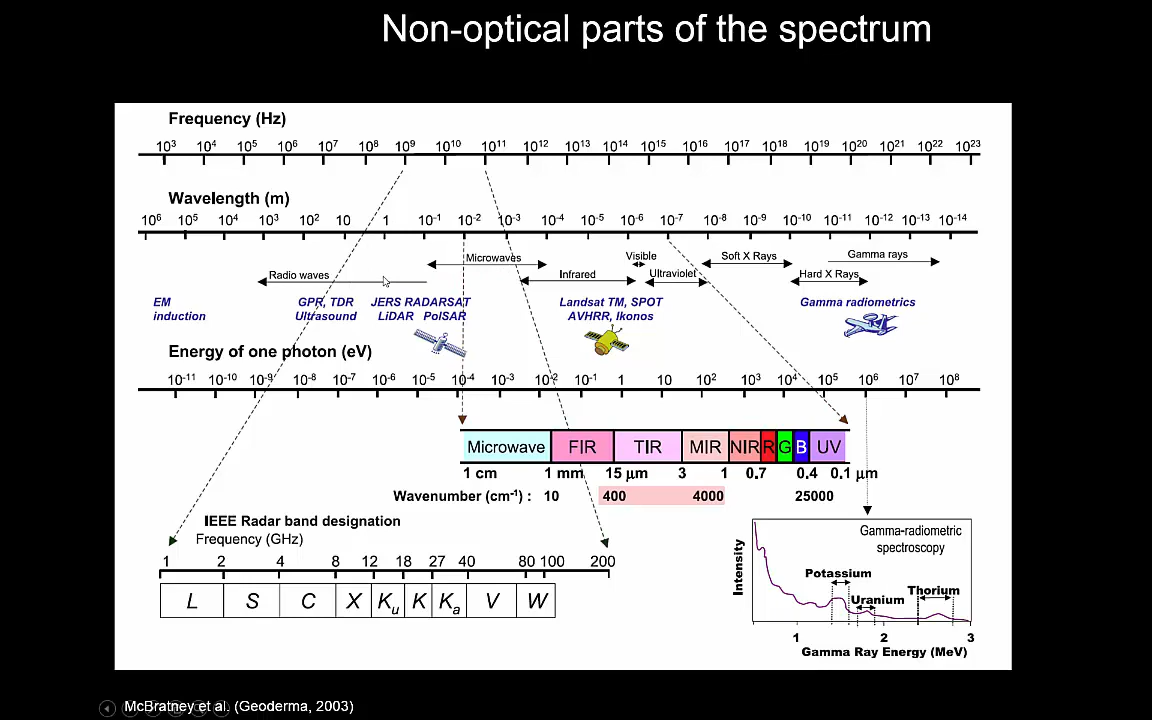 Non-optical parts of the spectrum
Frequency (Hz)
10³ 10⁴ 10⁵ 10⁶ 10⁷ 10⁸ 10⁹ 10¹⁰ 10¹¹ 10¹² 10¹³ 10¹⁴ 10¹⁵ 10¹⁶ 10¹⁷ 10¹⁸ 10¹⁹ 10²⁰ 10²¹ 10²² 10²³
Wavelength (m)
10⁶ 10⁵ 10⁴ 10³ 10² 10 1 10⁻¹ 10⁻² 10⁻³ 10⁻⁴ 10⁻⁵ 10⁻⁶ 10⁻⁷ 10⁻⁸ 10⁻⁹ 10⁻¹⁰ 10⁻¹¹ 10⁻¹² 10⁻¹³ 10⁻¹⁴
Microwaves Visible Soft X Rays Gamma rays
Radio waves Infrared Ultraviolet Hard X Rays
EM GPR, TDR JERS RADARSAT Landsat TM, SPOT Gamma radiometrics
induction Ultrasound LiDAR PolSAR AVHRR, Ikonos
Energy of one photon (eV)
10⁻¹¹ 10⁻¹⁰ 10⁻⁹ 10⁻⁸ 10⁻⁷ 10⁻⁶ 10⁻⁵ 10⁻⁴ 10⁻³ 10⁻² 10⁻¹ 1 10 10² 10³ 10⁴ 10⁵ 10⁶ 10⁷ 10⁸
Microwave FIR TIR MIR NIR R G B UV
1 cm 1 mm 15 µm 3 1 0.7 0.4 0.1 µm
Wavenumber (cm⁻¹) : 10 400 4000 25000
IEEE Radar band designation
Frequency (GHz)
1 2 4 8 12 18 27 40 80 100 200
L S C X Ku K Ka V W
Gamma-radiometric
spectroscopy
Intensity
Potassium
Uranium
Thorium
1 2 3
Gamma Ray Energy (MeV)
McBratney et al. (Geoderma, 2003)